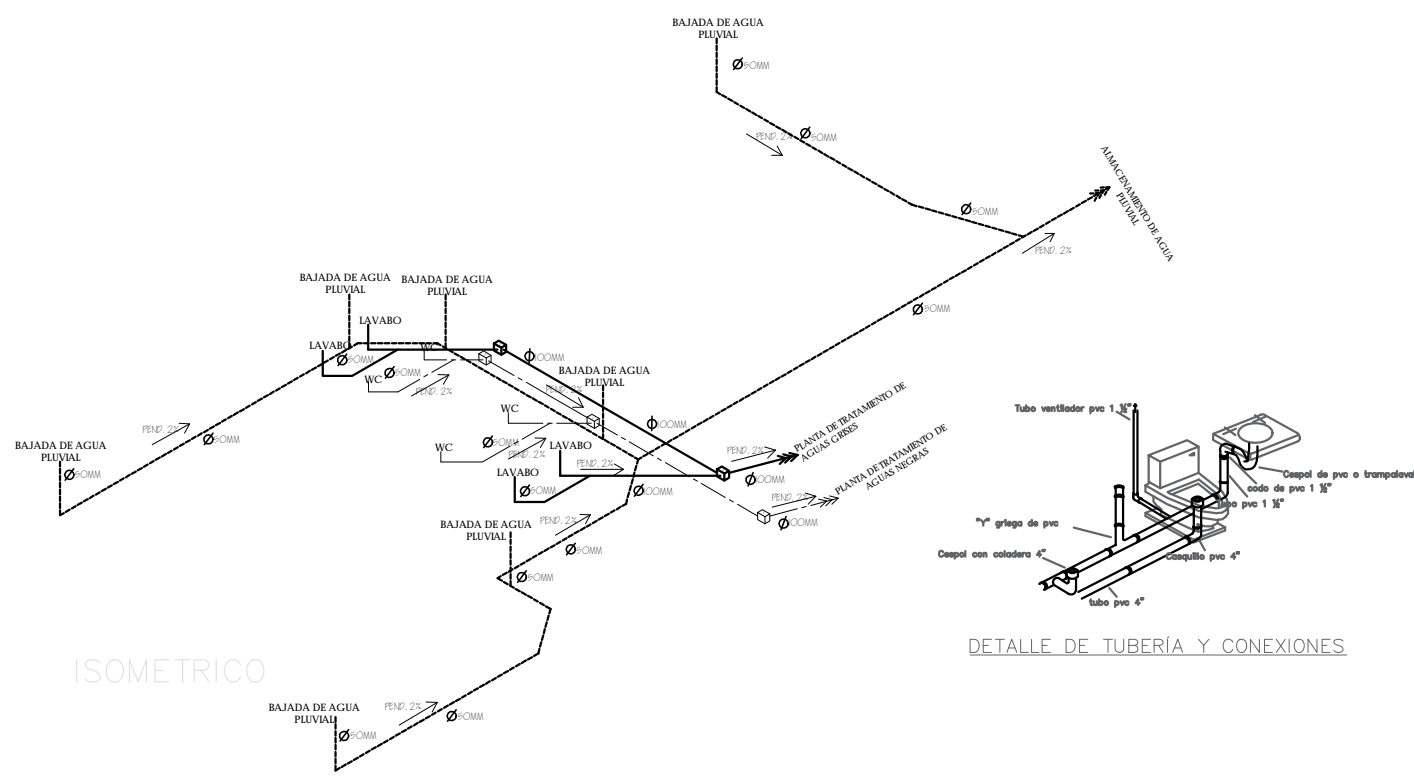 BAJADA DE AGUA
PLUVIAL
Ø50MM
PEND. 2%
Ø50MM
Ø50MM
ALMACENAMIENTO DE AGUA
PLUVIAL
PEND. 2%
Ø50MM
BAJADA DE AGUA
PLUVIAL
BAJADA DE AGUA
PLUVIAL
LAVABO
LAVABO
Ø50MM
WC
WC
Ø50MM
PEND. 2%
Ø100MM
PEND. 2%
BAJADA DE AGUA
PLUVIAL
Ø100MM
BAJADA DE AGUA
PLUVIAL
Ø50MM
PEND. 2%
Ø50MM
WC
WC
Ø50MM
PEND. 2%
LAVABO
LAVABO
PEND. 2%
Ø50MM
Ø100MM
PEND. 2%
PLANTA DE TRATAMIENTO DE
AGUAS GRISES
Ø100MM
PLANTA DE TRATAMIENTO DE
AGUAS NEGRAS
PEND. 2%
Ø100MM
BAJADA DE AGUA
PLUVIAL
PEND. 2%
Ø50MM
Ø50MM
BAJADA DE AGUA
PLUVIAL
PEND. 2%
Ø50MM
Ø50MM
ISOMETRICO
Tubo ventilador pvc 1 ½"
Cespol de pvc o trampalavab
codo de pvc 1 ½"
Tubo pvc 1 ½"
"Y" griega de pvc
Cespol con coladera 4"
Casquillo pvc 4"
tubo pvc 4"
DETALLE DE TUBERÍA Y CONEXIONES